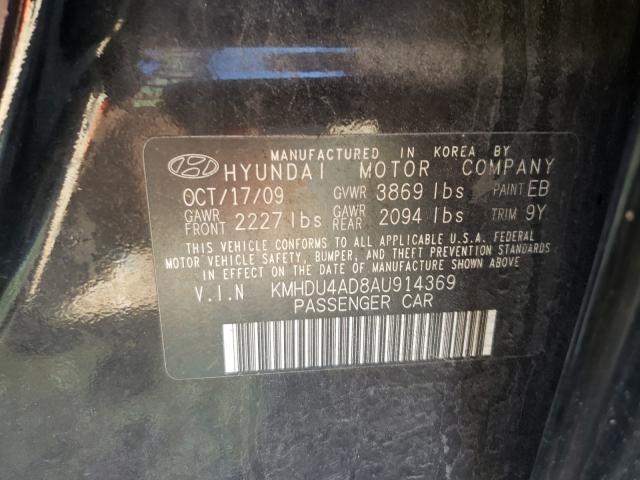 MANUFACTURED IN KOREA BY
HYUNDAI MOTOR COMPANY
OCT/17/09 GVWR 3869 lbs PAINT EB
GAWR FRONT 2227 lbs GAWR REAR 2094 lbs TRIM 9Y
THIS VEHICLE CONFORMS TO ALL APPLICABLE U.S.A. FEDERAL
MOTOR VEHICLE SAFETY, BUMPER, AND THEFT PREVENTION STANDARDS
IN EFFECT ON THE DATE OF MANUFACTURE SHOWN ABOVE
V.I.N KMHDU4AD8AU914369
PASSENGER CAR